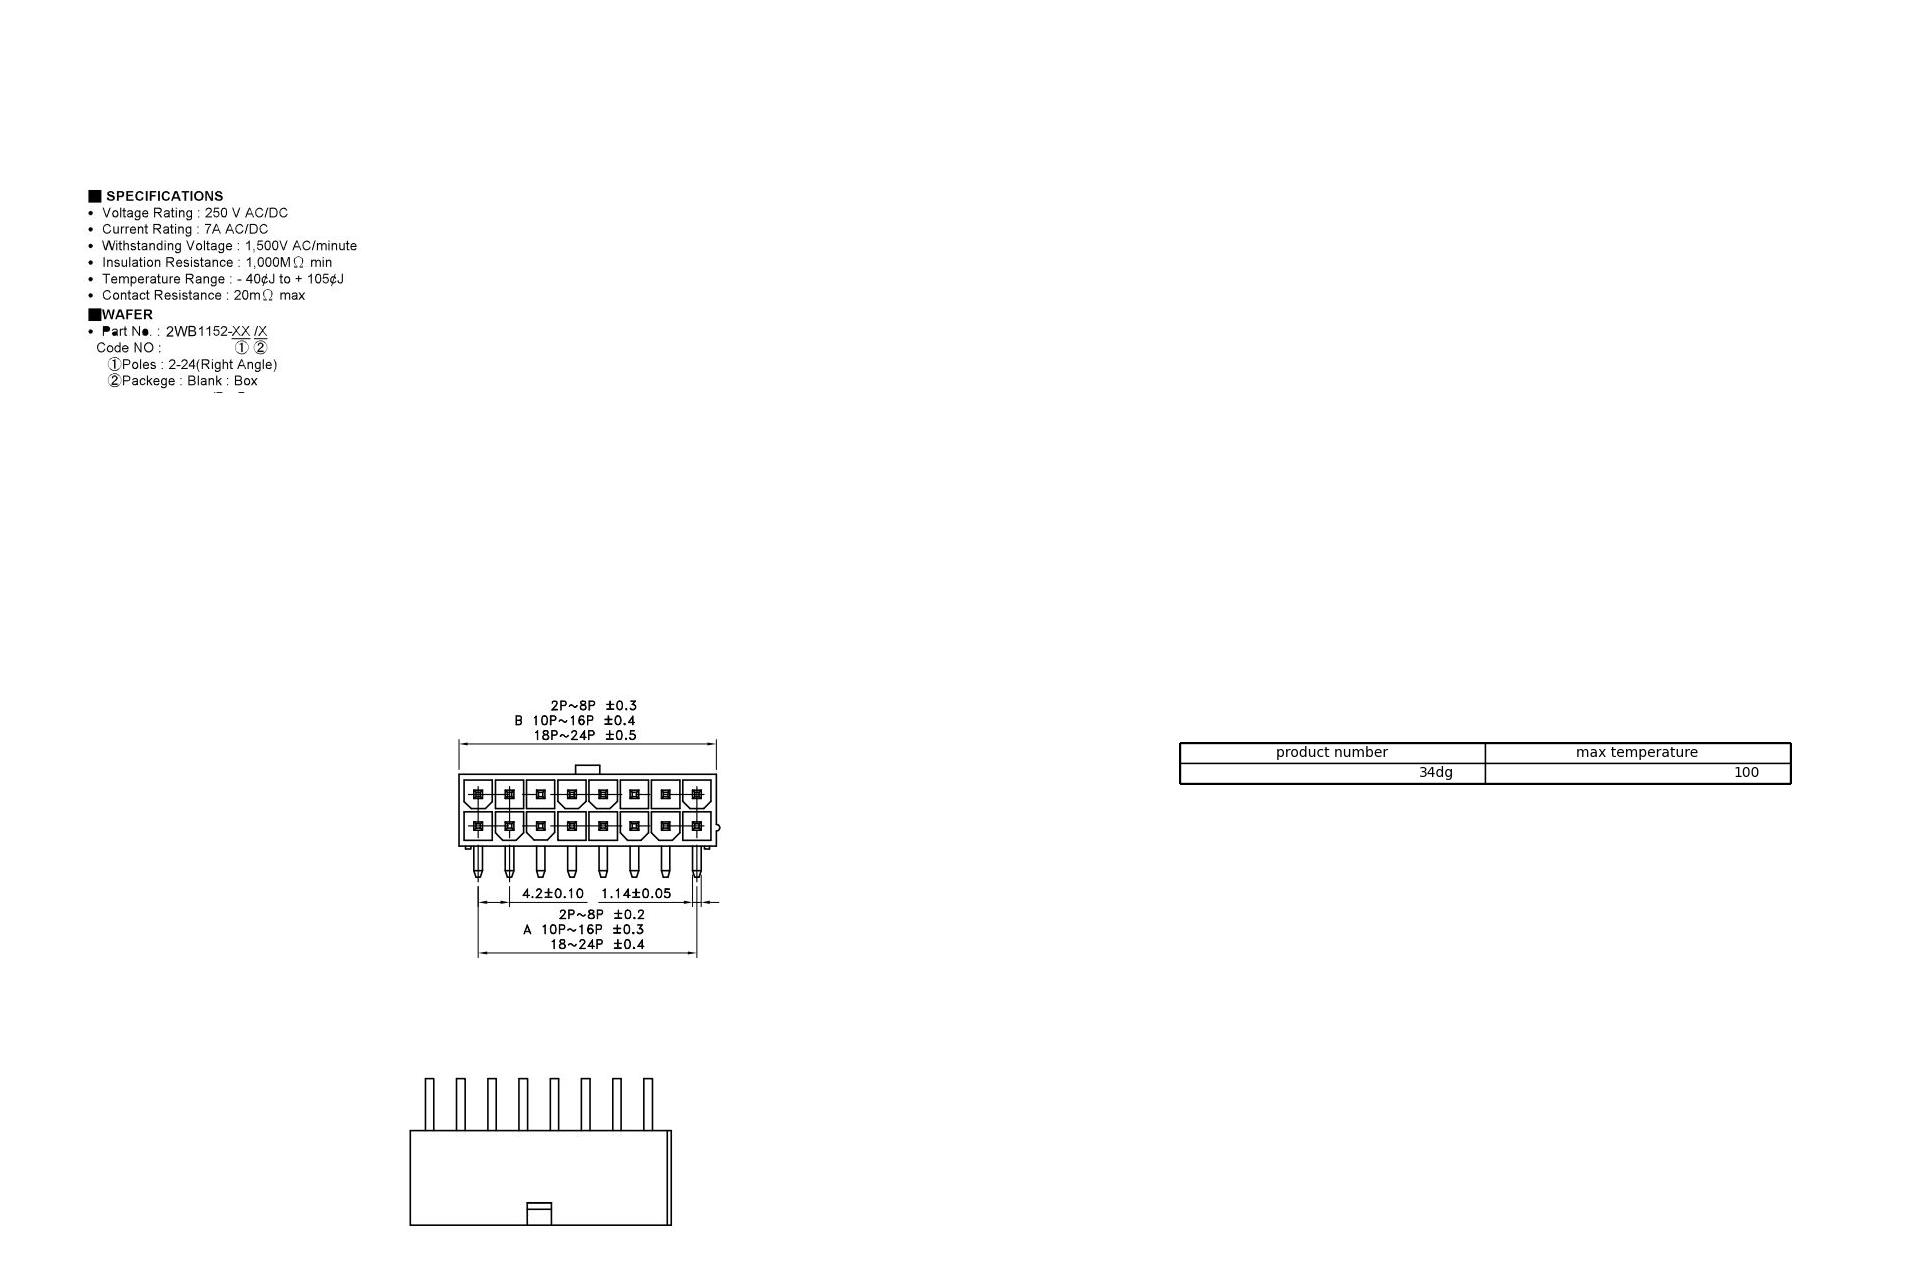 ■ SPECIFICATIONS
• Voltage Rating : 250 V AC/DC
• Current Rating : 7A AC/DC
• Withstanding Voltage : 1,500V AC/minute
• Insulation Resistance : 1,000MΩ min
• Temperature Range : - 40¢J to + 105¢J
• Contact Resistance : 20mΩ max
■WAFER
• Part No. : 2WB1152-XX /X
Code NO : ① ②
①Poles : 2-24(Right Angle)
②Packege : Blank : Box
2P~8P ±0.3
B 10P~16P ±0.4
18P~24P ±0.5
4.2±0.10 1.14±0.05
2P~8P ±0.2
A 10P~16P ±0.3
18~24P ±0.4
product number max temperature
34dg 100